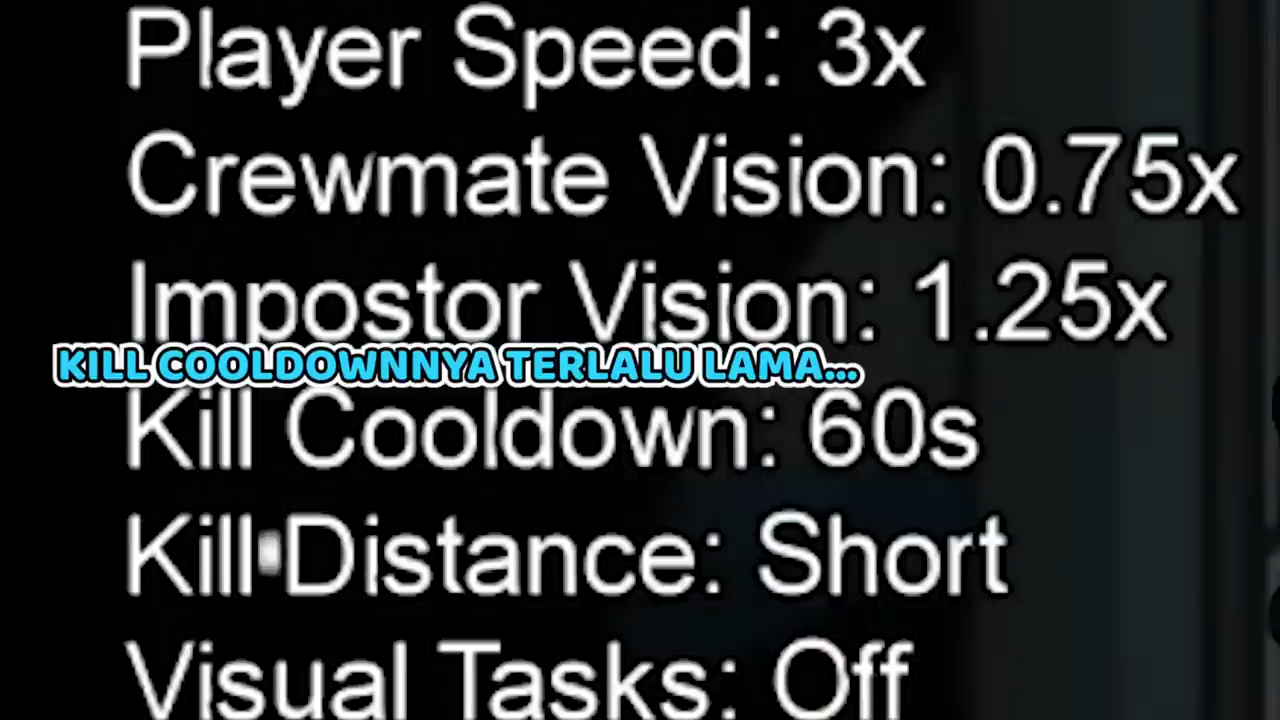 Player Speed: 3x
Crewmate Vision: 0.75x
Impostor Vision: 1.25x
KILL COOLDOWNNYA TERLALU LAMA...
Kill Cooldown: 60s
Kill Distance: Short
Visual Tasks: Off